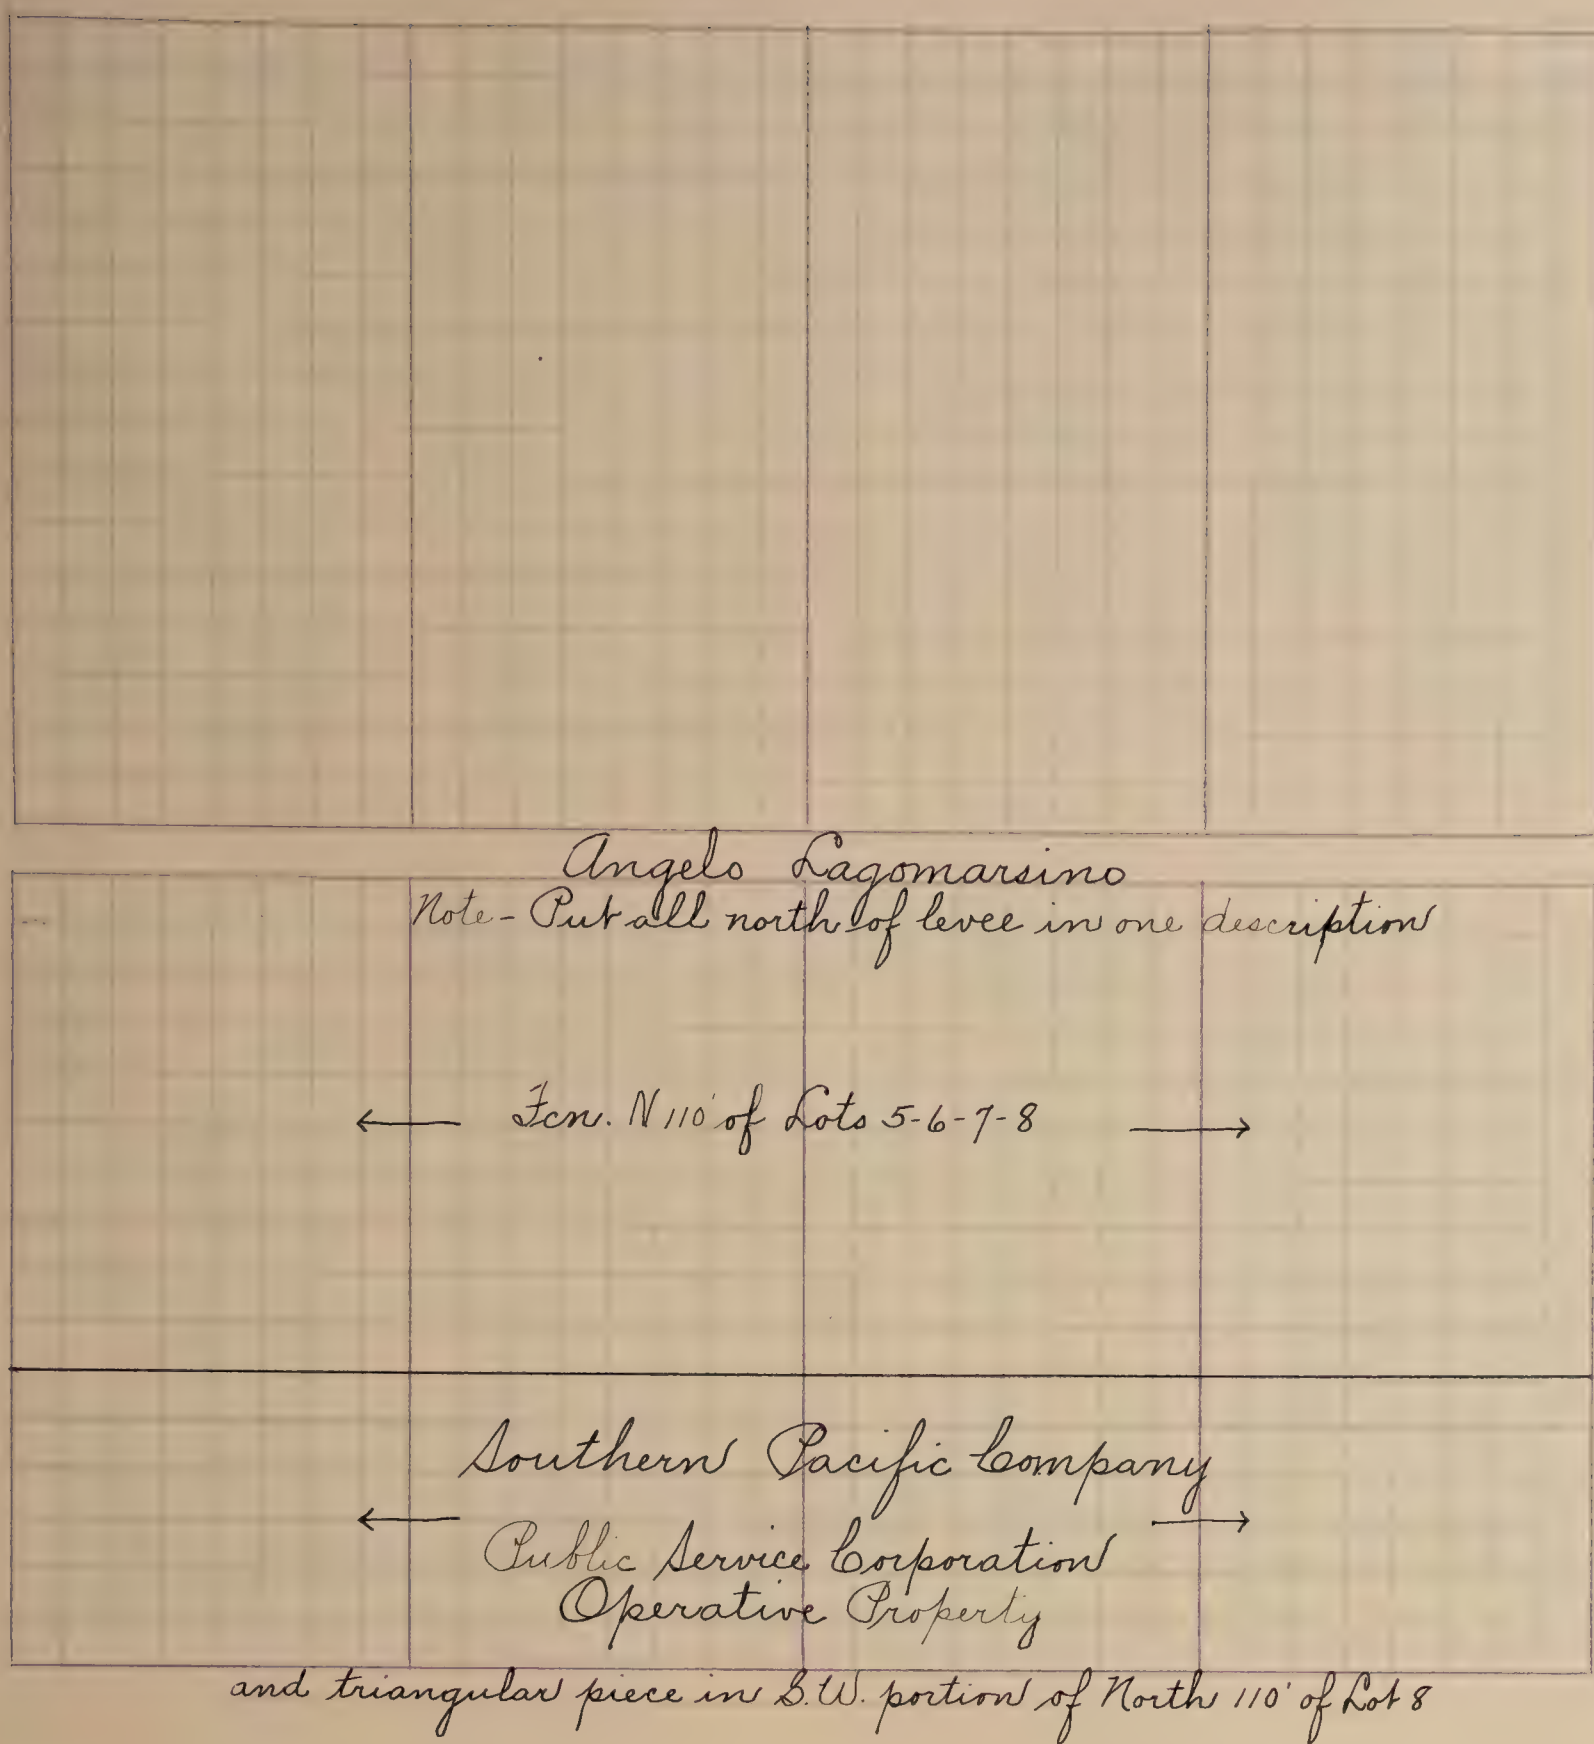 Angelo Lagomarsino
Note - Put all north of levee in one description
Fcn. N 110' of Lots 5-6-7-8
Southern Pacific Company
Public Service Corporation
Operative Property
and triangular piece in S.W. portion of North 110' of Lot 8